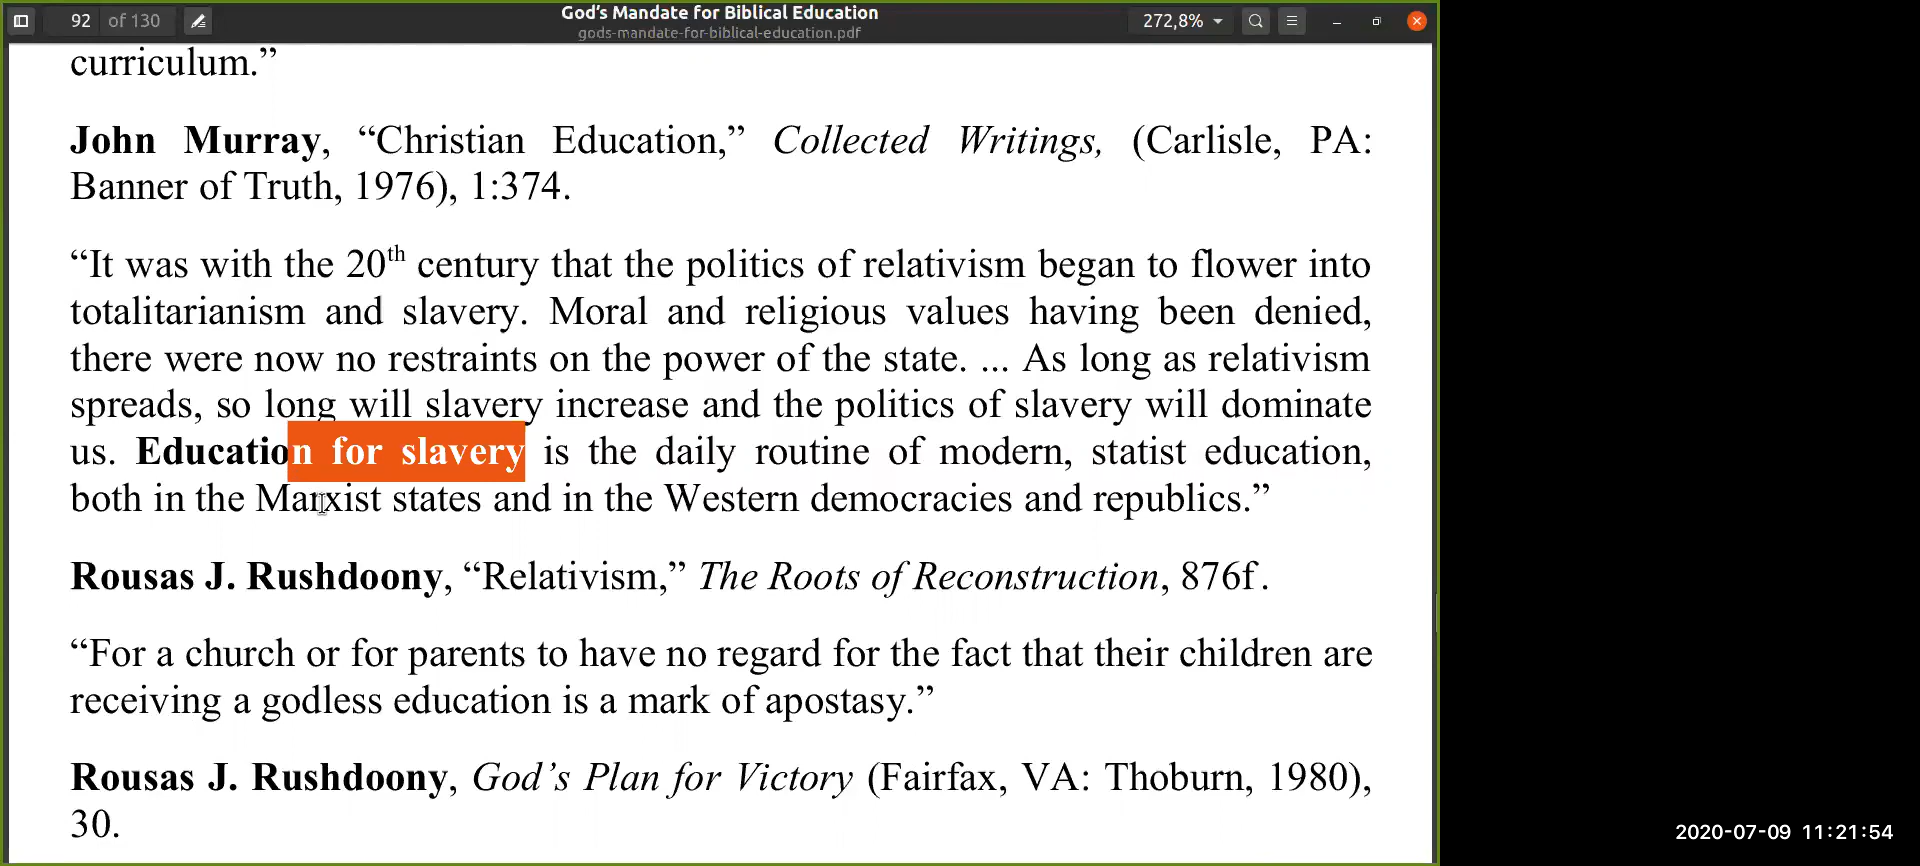 92 of 130
God's Mandate for Biblical Education
gods-mandate-for-biblical-education.pdf
272,8%
curriculum.”
John Murray, “Christian Education,” Collected Writings, (Carlisle, PA:
Banner of Truth, 1976), 1:374.
“It was with the 20th century that the politics of relativism began to flower into
totalitarianism and slavery. Moral and religious values having been denied,
there were now no restraints on the power of the state. ... As long as relativism
spreads, so long will slavery increase and the politics of slavery will dominate
us. Education for slavery is the daily routine of modern, statist education,
both in the Marxist states and in the Western democracies and republics.”
Rousas J. Rushdoony, “Relativism,” The Roots of Reconstruction, 876f.
“For a church or for parents to have no regard for the fact that their children are
receiving a godless education is a mark of apostasy.”
Rousas J. Rushdoony, God’s Plan for Victory (Fairfax, VA: Thoburn, 1980),
30.
2020-07-09 11:21:54